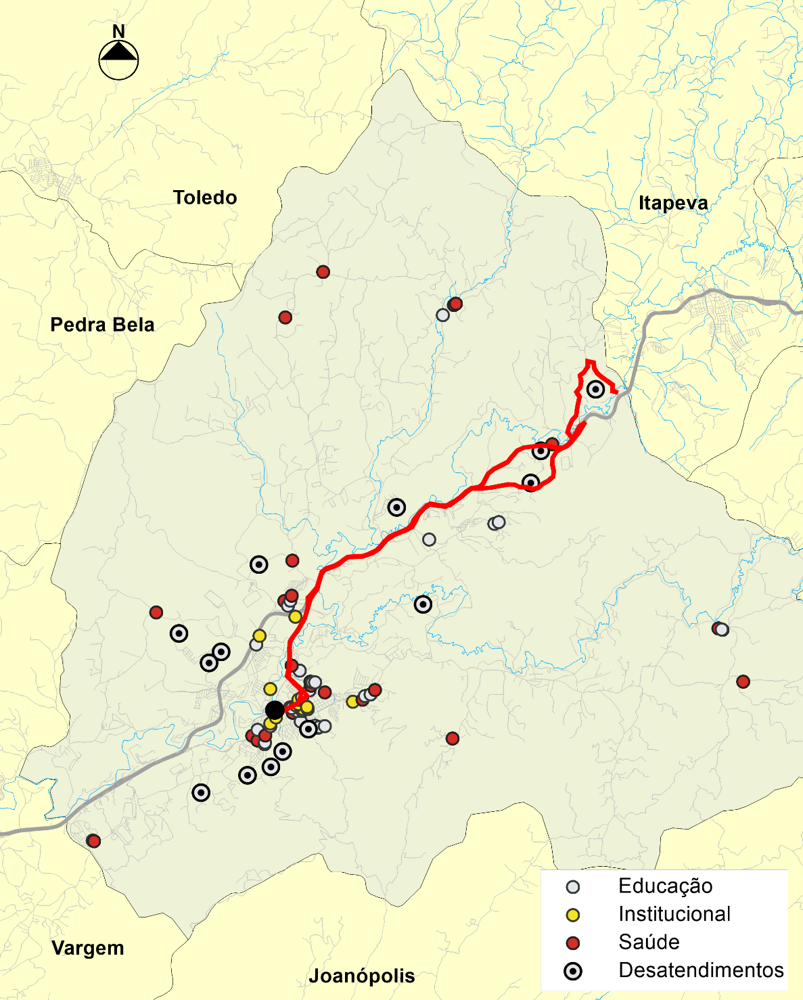 N
Toledo
Itapeva
Pedra Bela
Educação
Institucional
Saúde
Desatendimentos
Vargem
Joanópolis